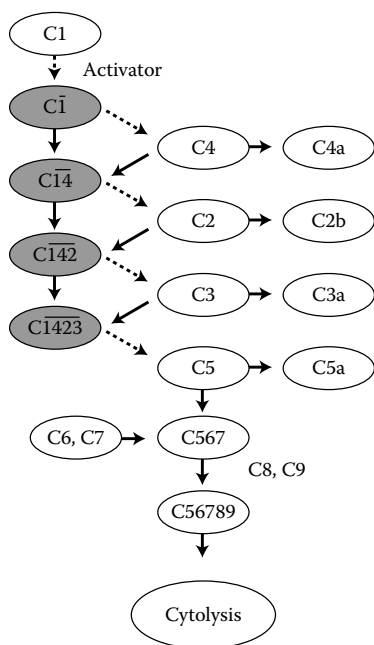 C1
Activator
C1̅
C4
C4a
C1̅4̅
C2
C2b
C1̅4̅2̅
C3
C3a
C1̅4̅2̅3̅
C5
C5a
C6, C7
C567
C8, C9
C56789
Cytolysis